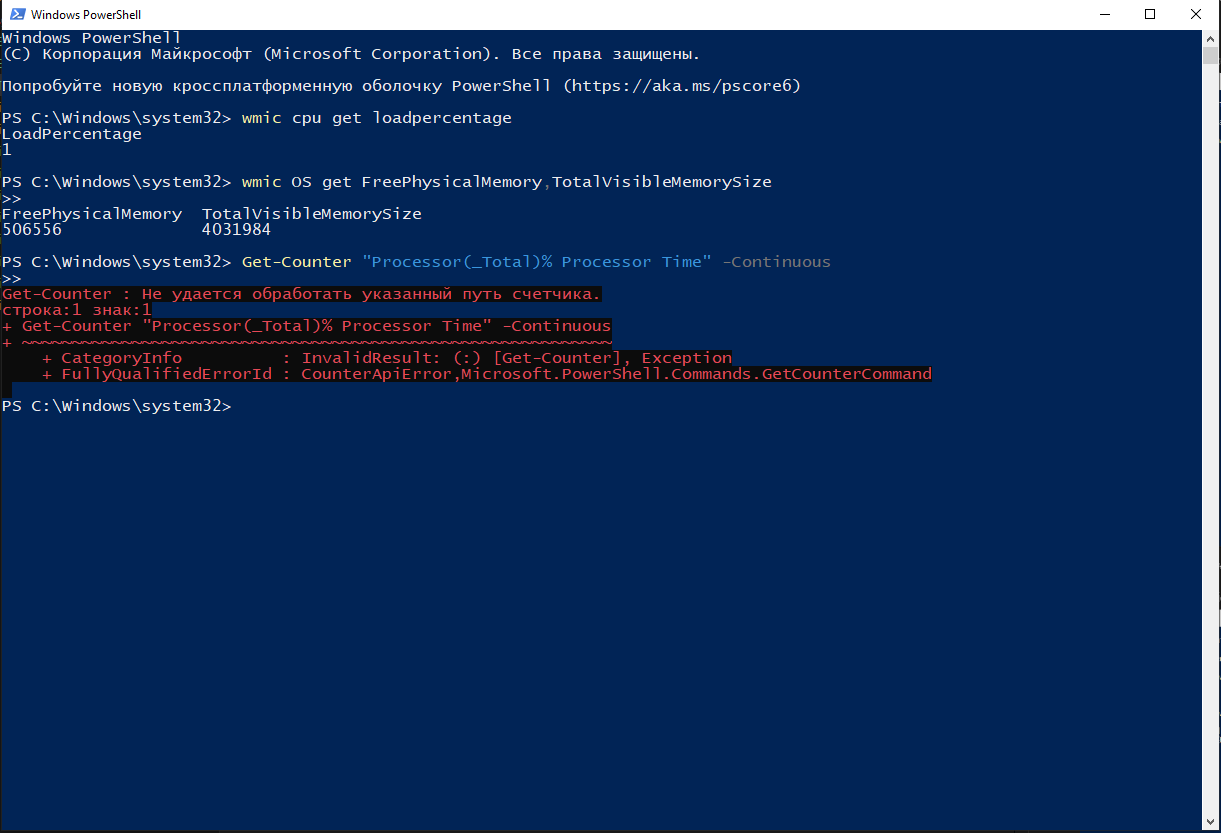 Windows PowerShell
Windows PowerShell
(C) Корпорация Майкрософт (Microsoft Corporation). Все права защищены.
Попробуйте новую кроссплатформенную оболочку PowerShell (https://aka.ms/pscore6)
PS C:\Windows\system32> wmic cpu get loadpercentage
LoadPercentage
1
PS C:\Windows\system32> wmic OS get FreePhysicalMemory,TotalVisibleMemorySize
>>
FreePhysicalMemory  TotalVisibleMemorySize
506556              4031984
PS C:\Windows\system32> Get-Counter "Processor(_Total)% Processor Time" -Continuous
>>
Get-Counter : Не удается обработать указанный путь счетчика.
строка:1 знак:1
+ Get-Counter "Processor(_Total)% Processor Time" -Continuous
+ ~~~~~~~~~~~~~~~~~~~~~~~~~~~~~~~~~~~~~~~~~~~~~~~~~~~~~~~~~~~
    + CategoryInfo          : InvalidResult: (:) [Get-Counter], Exception
    + FullyQualifiedErrorId : CounterApiError,Microsoft.PowerShell.Commands.GetCounterCommand
PS C:\Windows\system32>